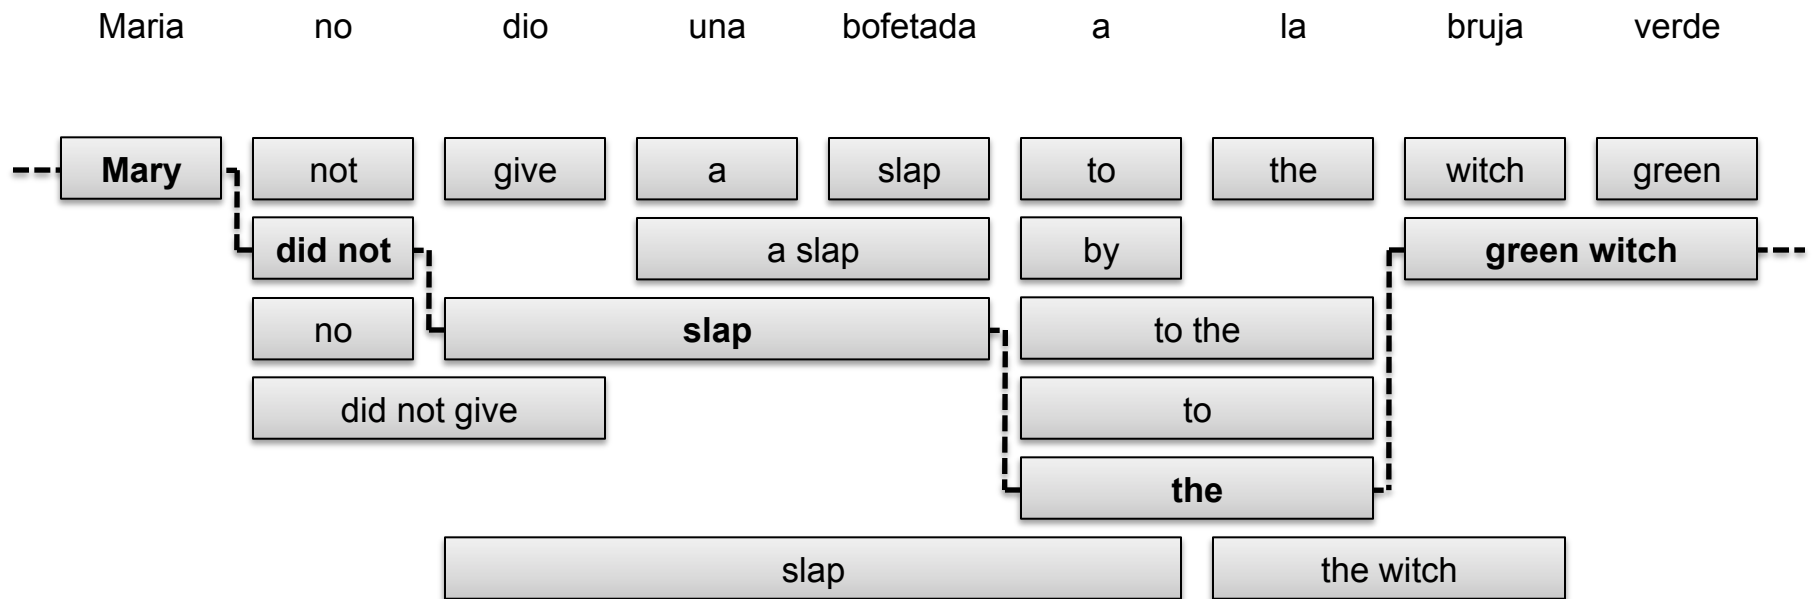 Maria no dio una bofetada a la bruja verde
Mary not give a slap to the witch green
did not a slap by green witch
no slap to the
did not give to
the
slap the witch